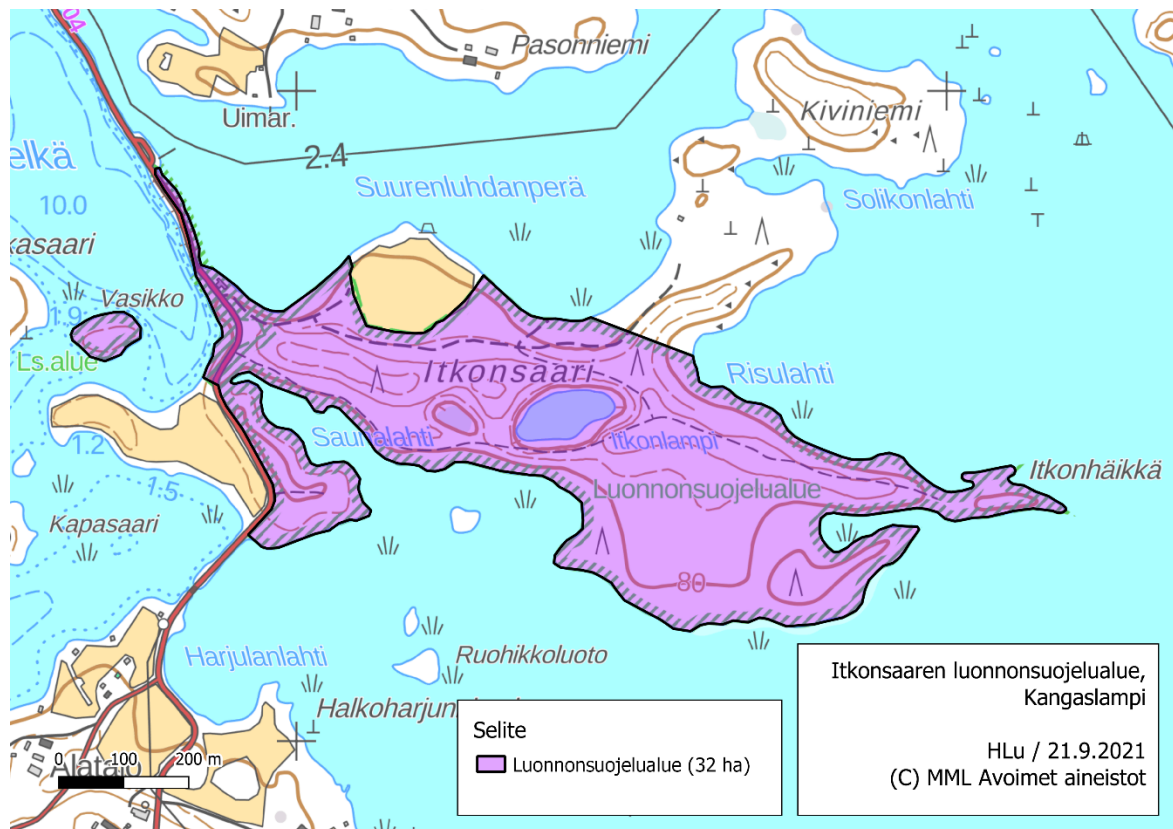 04
Pasonniemi
Uimar.
Kiviniemi
2.4
elkä
Suurenluhdanperä
Solikonlahti
10.0
kasaari
Vasikko
1.9
Ls.alue
Itkonsaari
Risulahti
Saunalahti
Itkonlampi
1.2
Luonnonsuojelualue
Itkonhäikkä
1.5
Kapasaari
80
Harjulanlahti
Ruohikkoluoto
Halkoharjun
Alatalo
0 100 200 m
Selite
Luonnonsuojelualue (32 ha)
Itkonsaaren luonnonsuojelualue,
Kangaslampi
HLu / 21.9.2021
(C) MML Avoimet aineistot